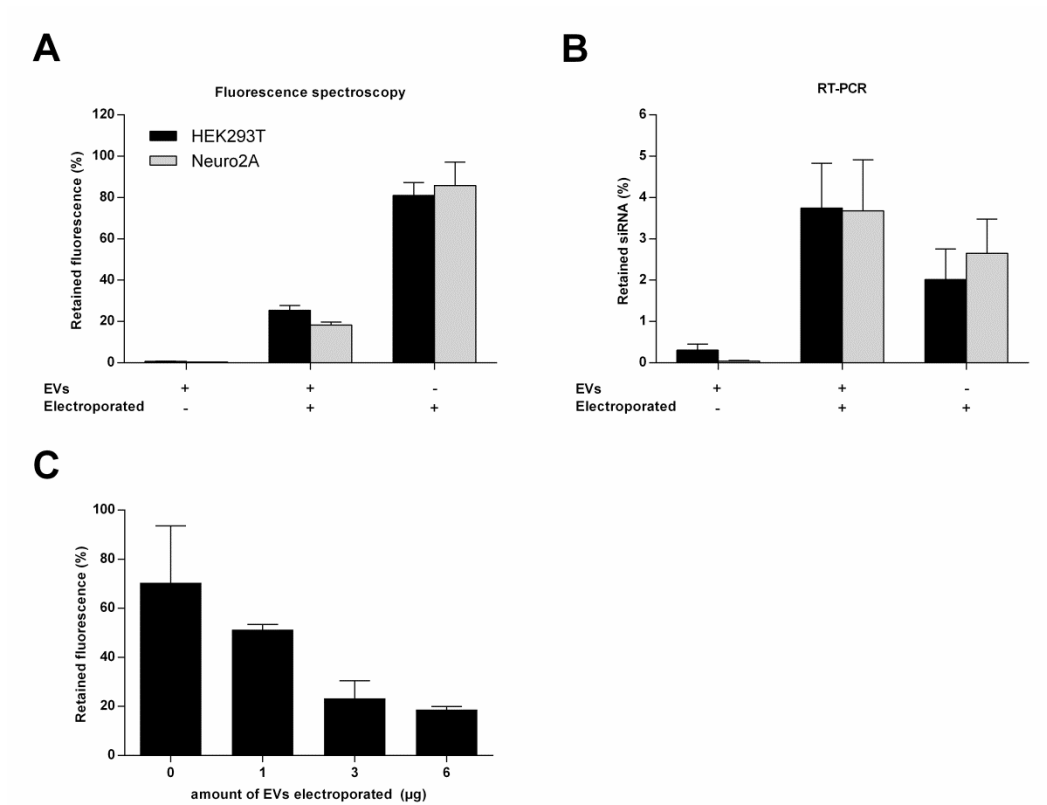 A
Fluorescence spectroscopy
Retained fluorescence (%)
120
100
80
60
40
20
0
HEK293T
Neuro2A
EVs + + -
Electroporated - + +
B
RT-PCR
Retained siRNA (%)
6
5
4
3
2
1
0
EVs + + -
Electroporated - + +
C
Retained fluorescence (%)
100
80
60
40
20
0
0 1 3 6
amount of EVs electroporated (µg)